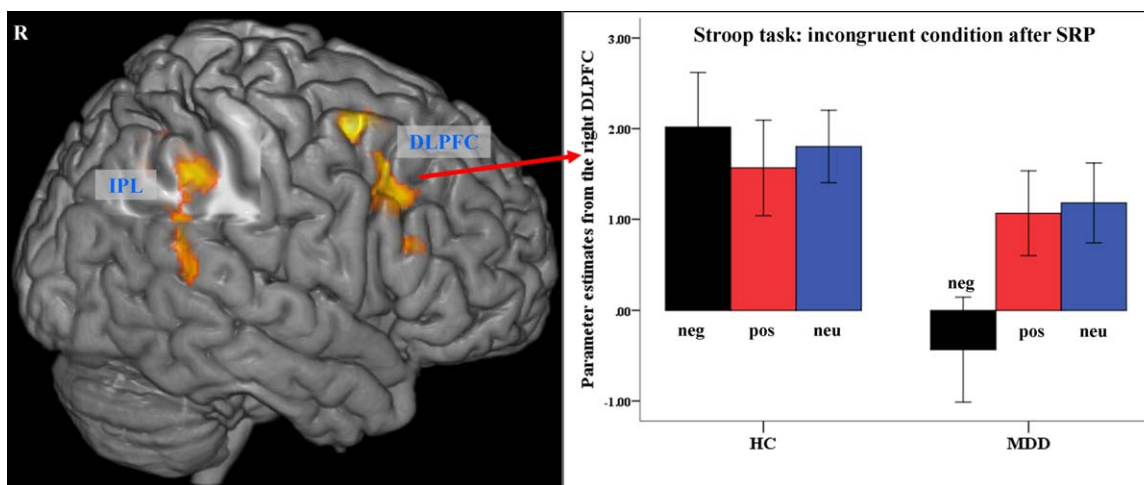 R
DLPFC
IPL
Stroop task: incongruent condition after SRP
Parameter estimates from the right DLPFC
3.00
2.00
1.00
.00
-1.00
neg
pos
neu
neg
pos
neu
HC
MDD